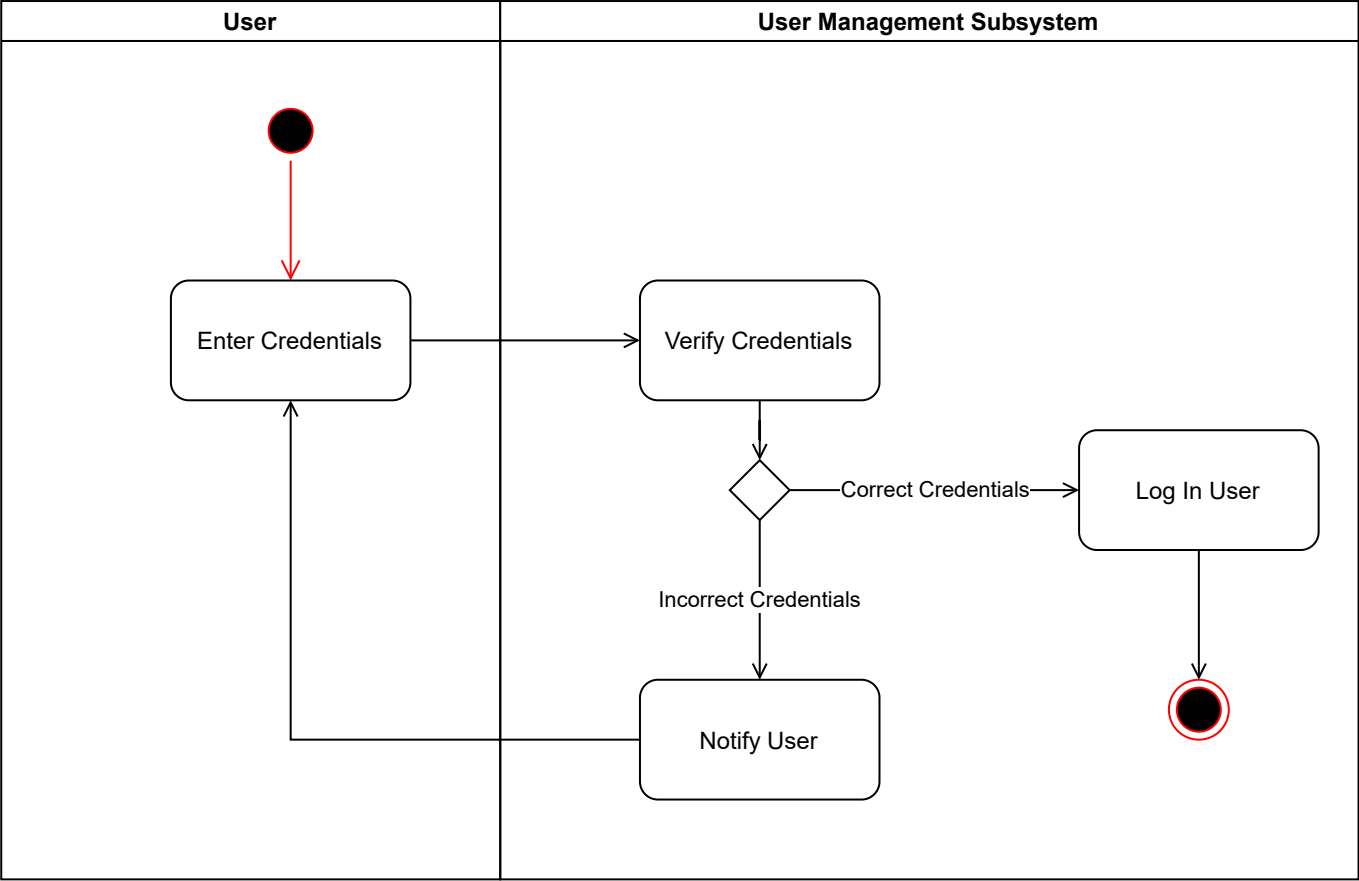 User
User Management Subsystem
Enter Credentials
Verify Credentials
Correct Credentials
Log In User
Incorrect Credentials
Notify User